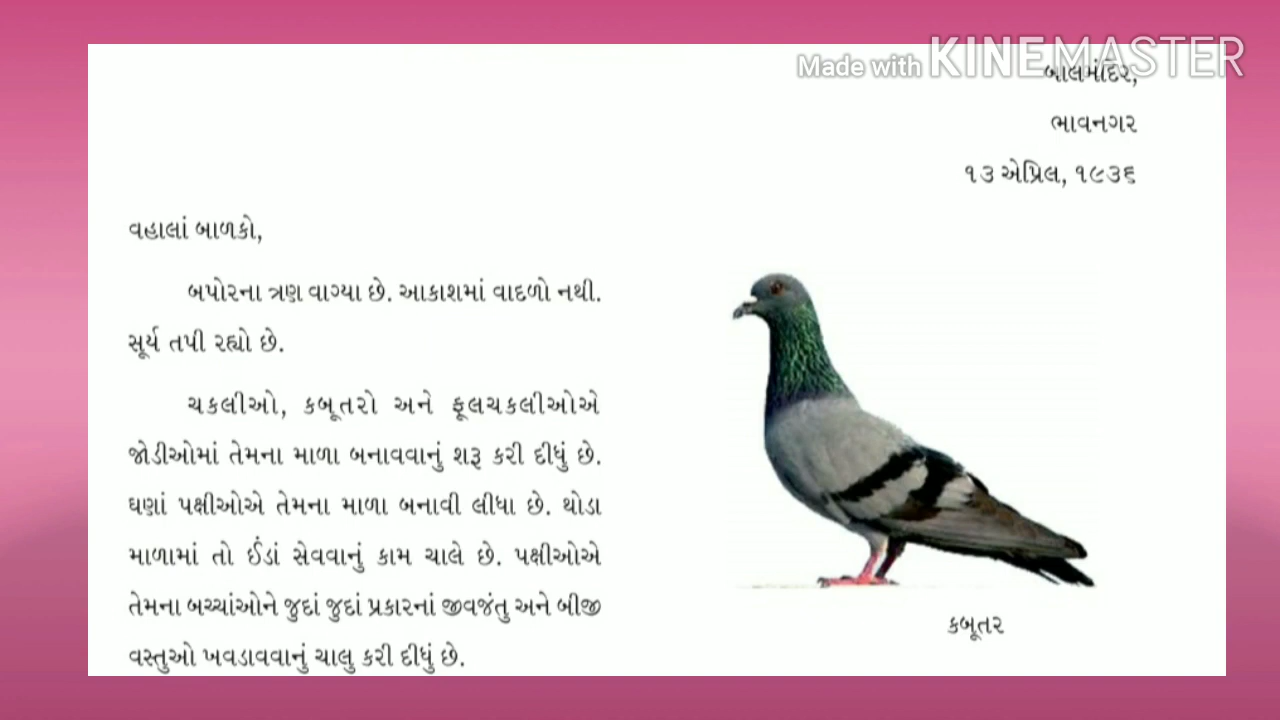 Made with KINEMASTER
બાલમંદિર,
ભાવનગર
૧૩ એપ્રિલ, ૧૯૩૬
વહાલાં બાળકો,
બપોરના ત્રણ વાગ્યા છે. આકાશમાં વાદળો નથી.
સૂર્ય તપી રહ્યો છે.
ચકલીઓ, કબૂતરો અને ફૂલચકલીઓએ
જોડીઓમાં તેમના માળા બનાવવાનું શરૂ કરી દીધું છે.
ઘણાં પક્ષીઓએ તેમના માળા બનાવી લીધા છે. થોડા
માળામાં તો ઈંડાં સેવવાનું કામ ચાલે છે. પક્ષીઓએ
તેમના બચ્ચાંઓને જુદાં જુદાં પ્રકારનાં જીવજંતુ અને બીજી
વસ્તુઓ ખવડાવવાનું ચાલુ કરી દીધું છે.
કબૂતર